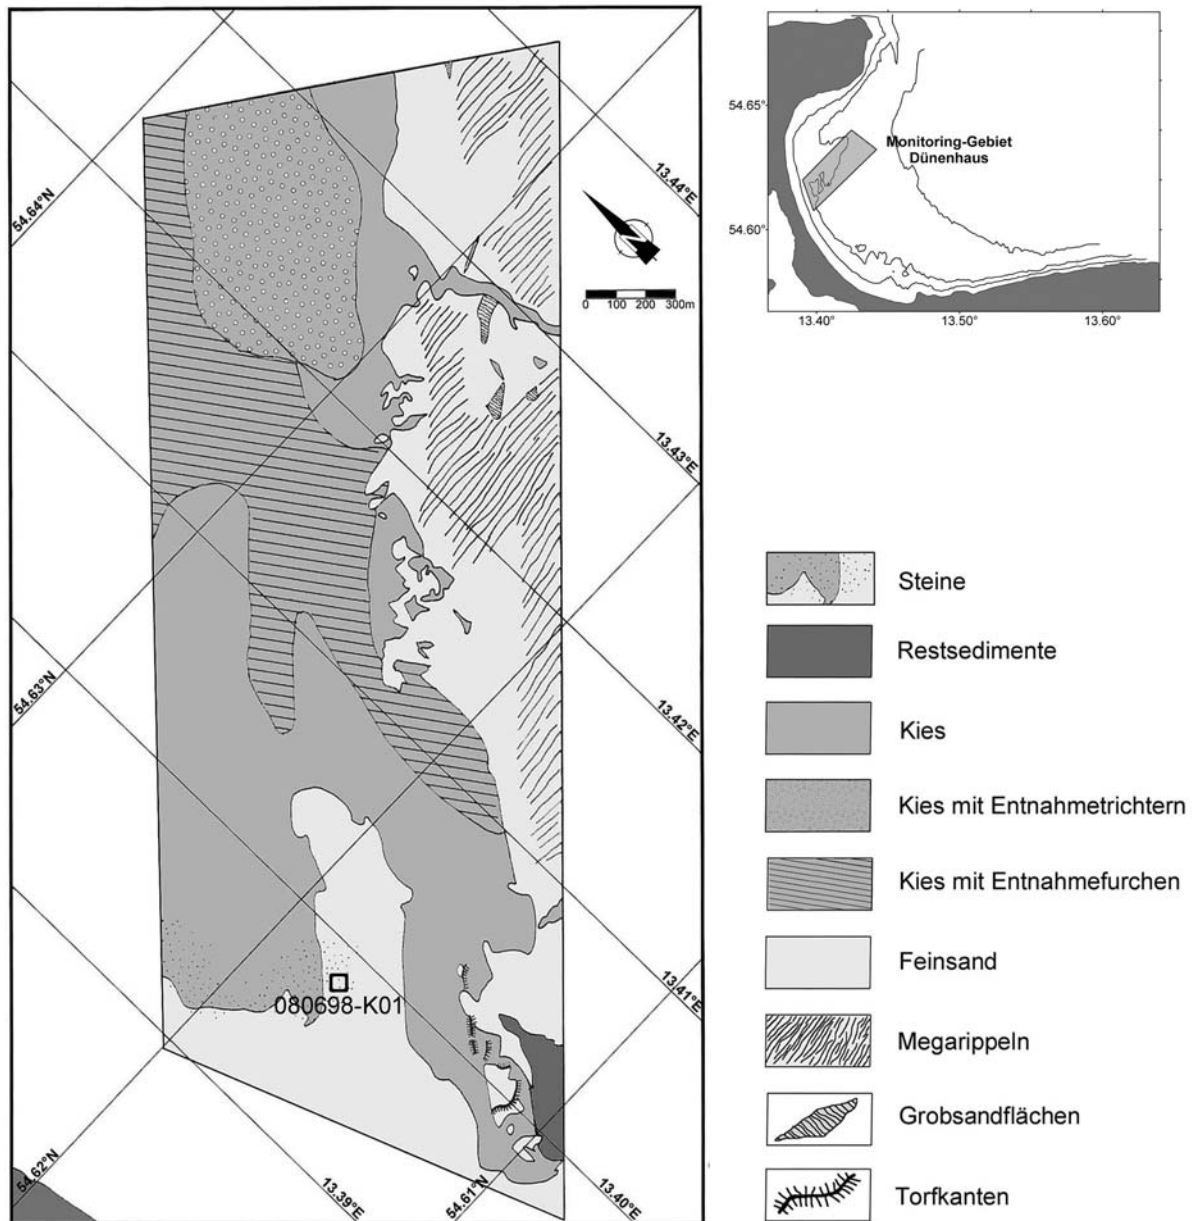 54.64°N
13.44°E
0 100 200 300m
13.43°E
54.63°N
13.42°E
080698-K01
13.41°E
54.62°N
13.39°E
54.61°N
13.40°E
54.65°
Monitoring-Gebiet
Dünenhaus
54.60°
13.40° 13.50° 13.60°
Steine
Restsedimente
Kies
Kies mit Entnahmetrichtern
Kies mit Entnahmefurchen
Feinsand
Megarippeln
Grobsandflächen
Torfkanten